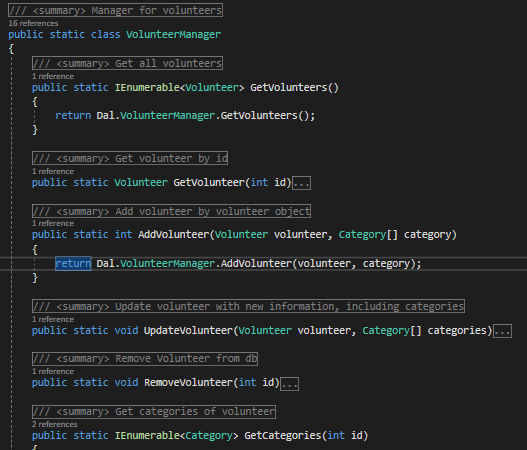 /// <summary> Manager for volunteers
16 references
public static class VolunteerManager
{
/// <summary> Get all volunteers
1 reference
public static IEnumerable<Volunteer> GetVolunteers()
{
return Dal.VolunteerManager.GetVolunteers();
}
/// <summary> Get volunteer by id
1 reference
public static Volunteer GetVolunteer(int id)...
/// <summary> Add volunteer by volunteer object
1 reference
public static int AddVolunteer(Volunteer volunteer, Category[] category)
{
return Dal.VolunteerManager.AddVolunteer(volunteer, category);
}
/// <summary> Update volunteer with new information, including categories
1 reference
public static void UpdateVolunteer(Volunteer volunteer, Category[] categories)...
/// <summary> Remove Volunteer from db
1 reference
public static void RemoveVolunteer(int id)...
/// <summary> Get categories of volunteer
2 references
public static IEnumerable<Category> GetCategories(int id)
{